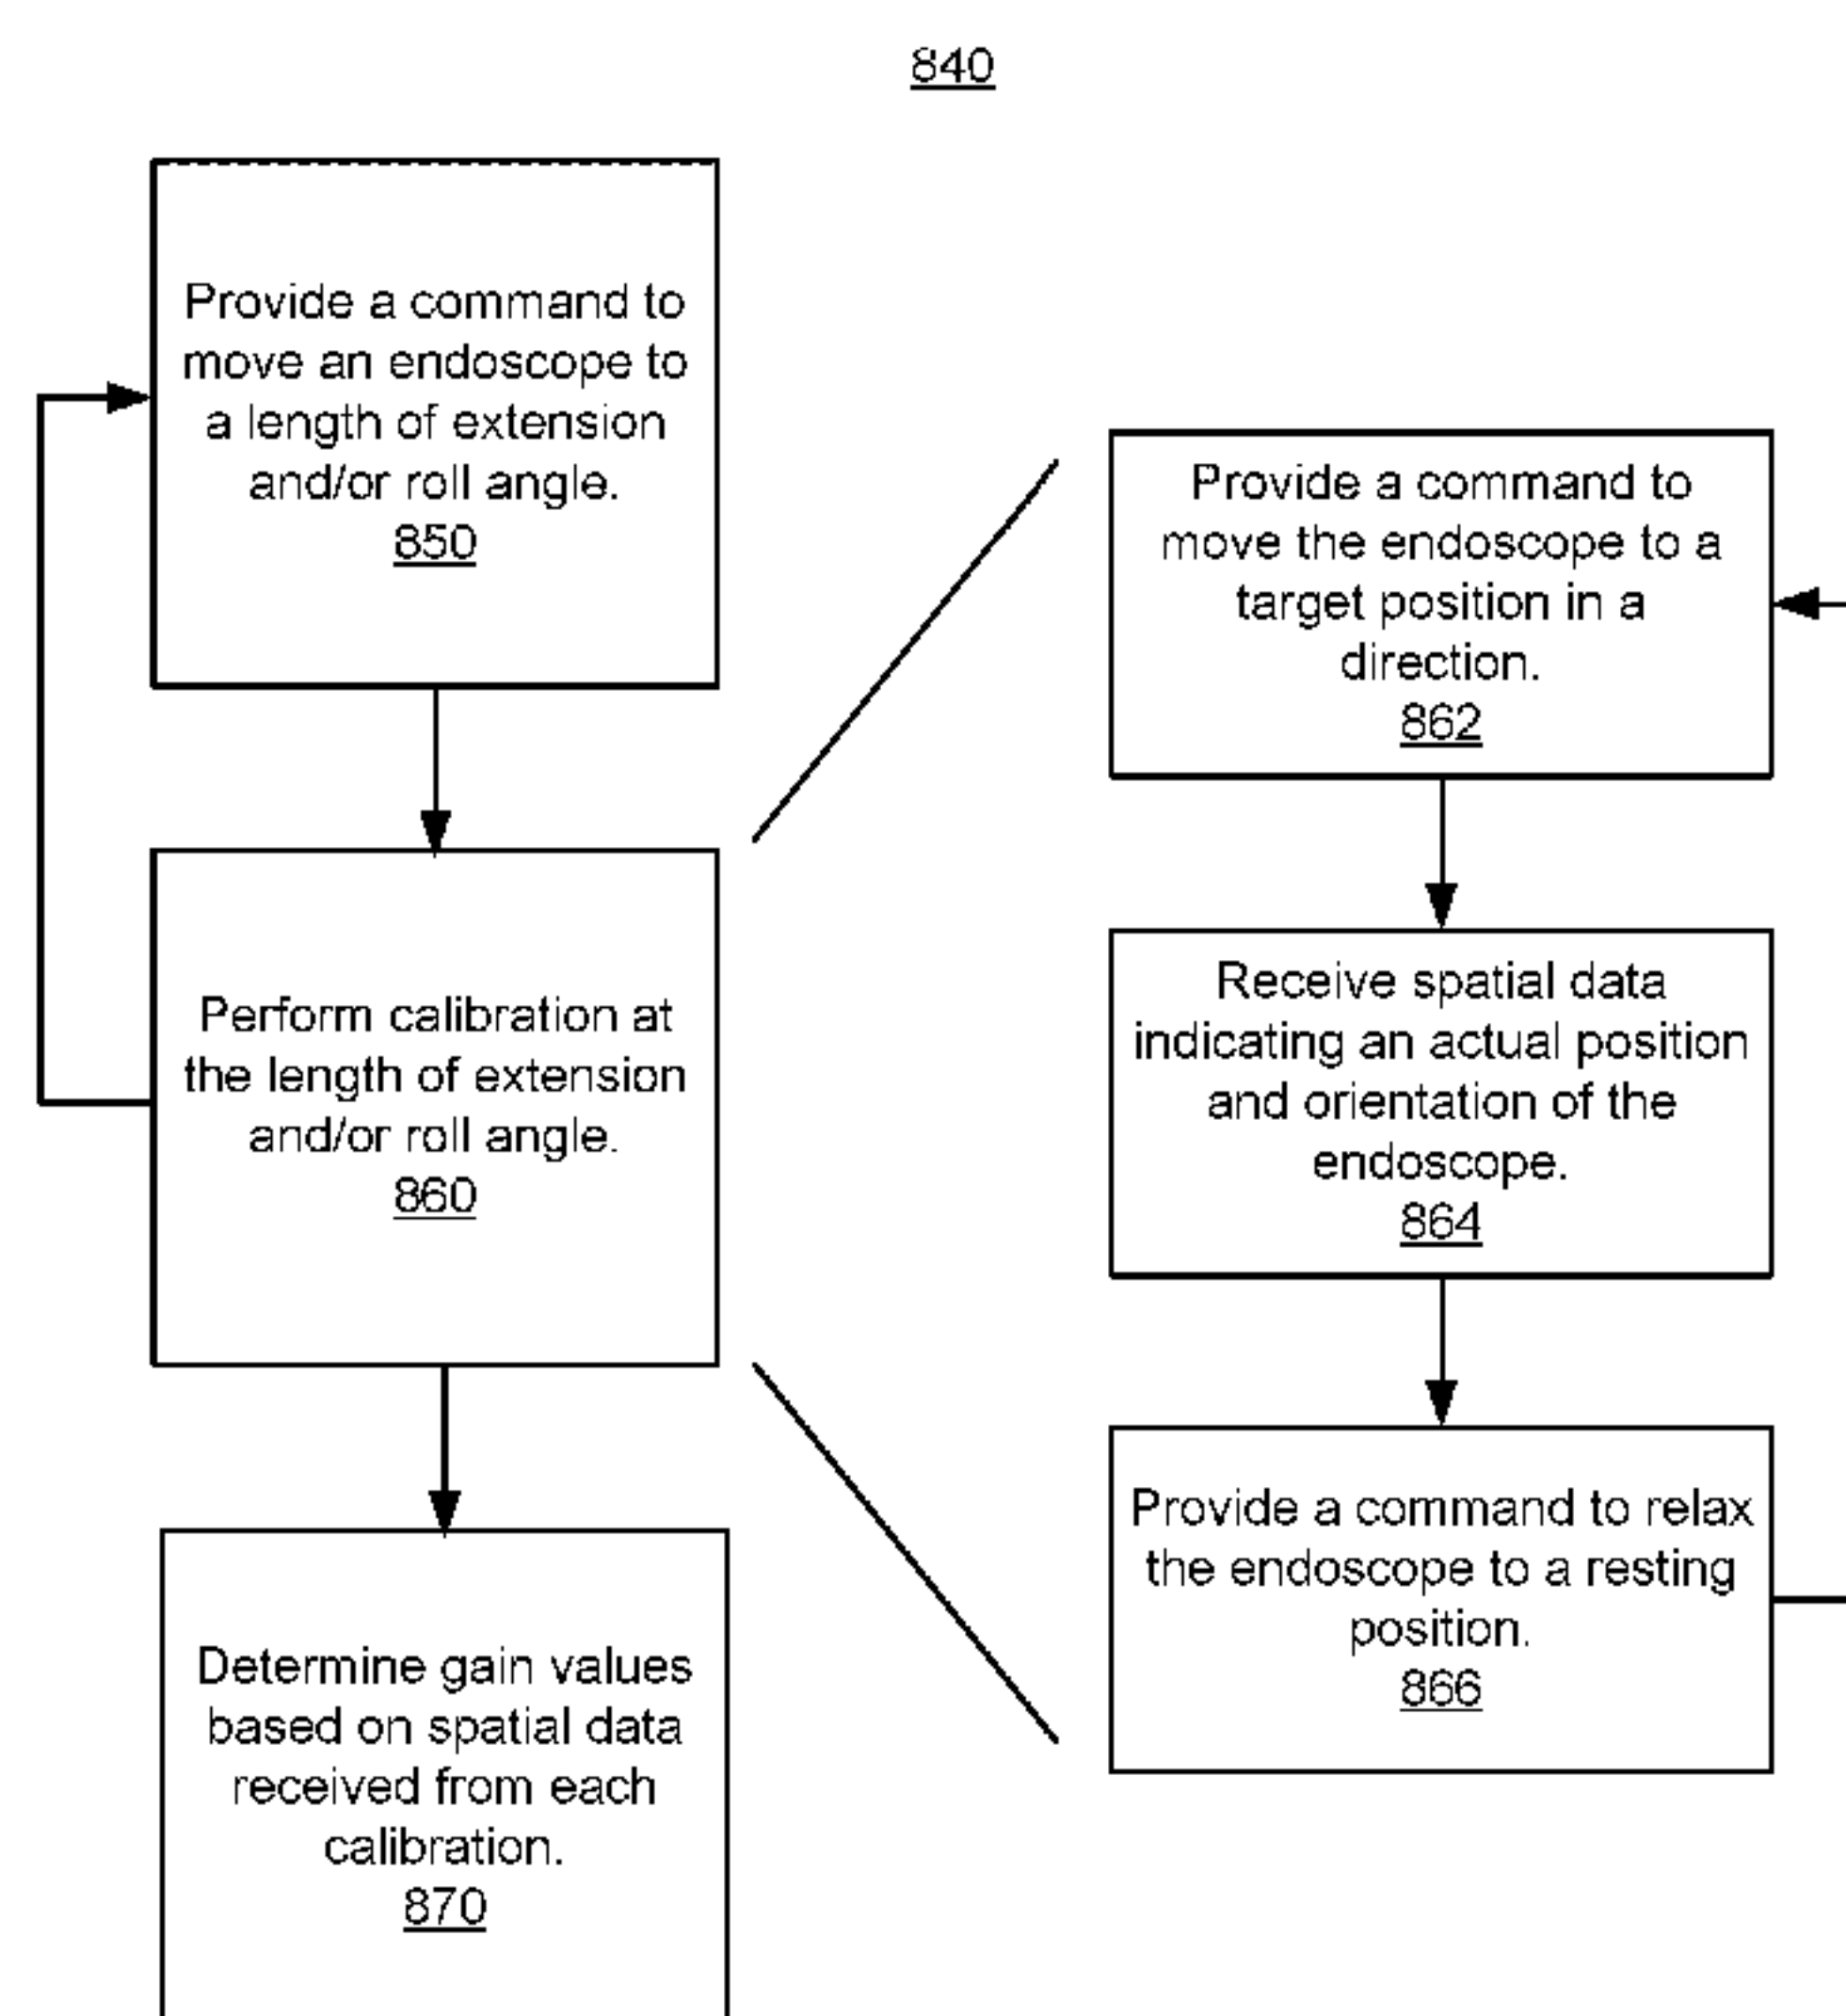 840
Provide a command to
move an endoscope to
a length of extension
and/or roll angle.
850
Perform calibration at
the length of extension
and/or roll angle.
860
Determine gain values
based on spatial data
received from each
calibration.
870
Provide a command to
move the endoscope to a
target position in a
direction.
862
Receive spatial data
indicating an actual position
and orientation of the
endoscope.
864
Provide a command to relax
the endoscope to a resting
position.
866